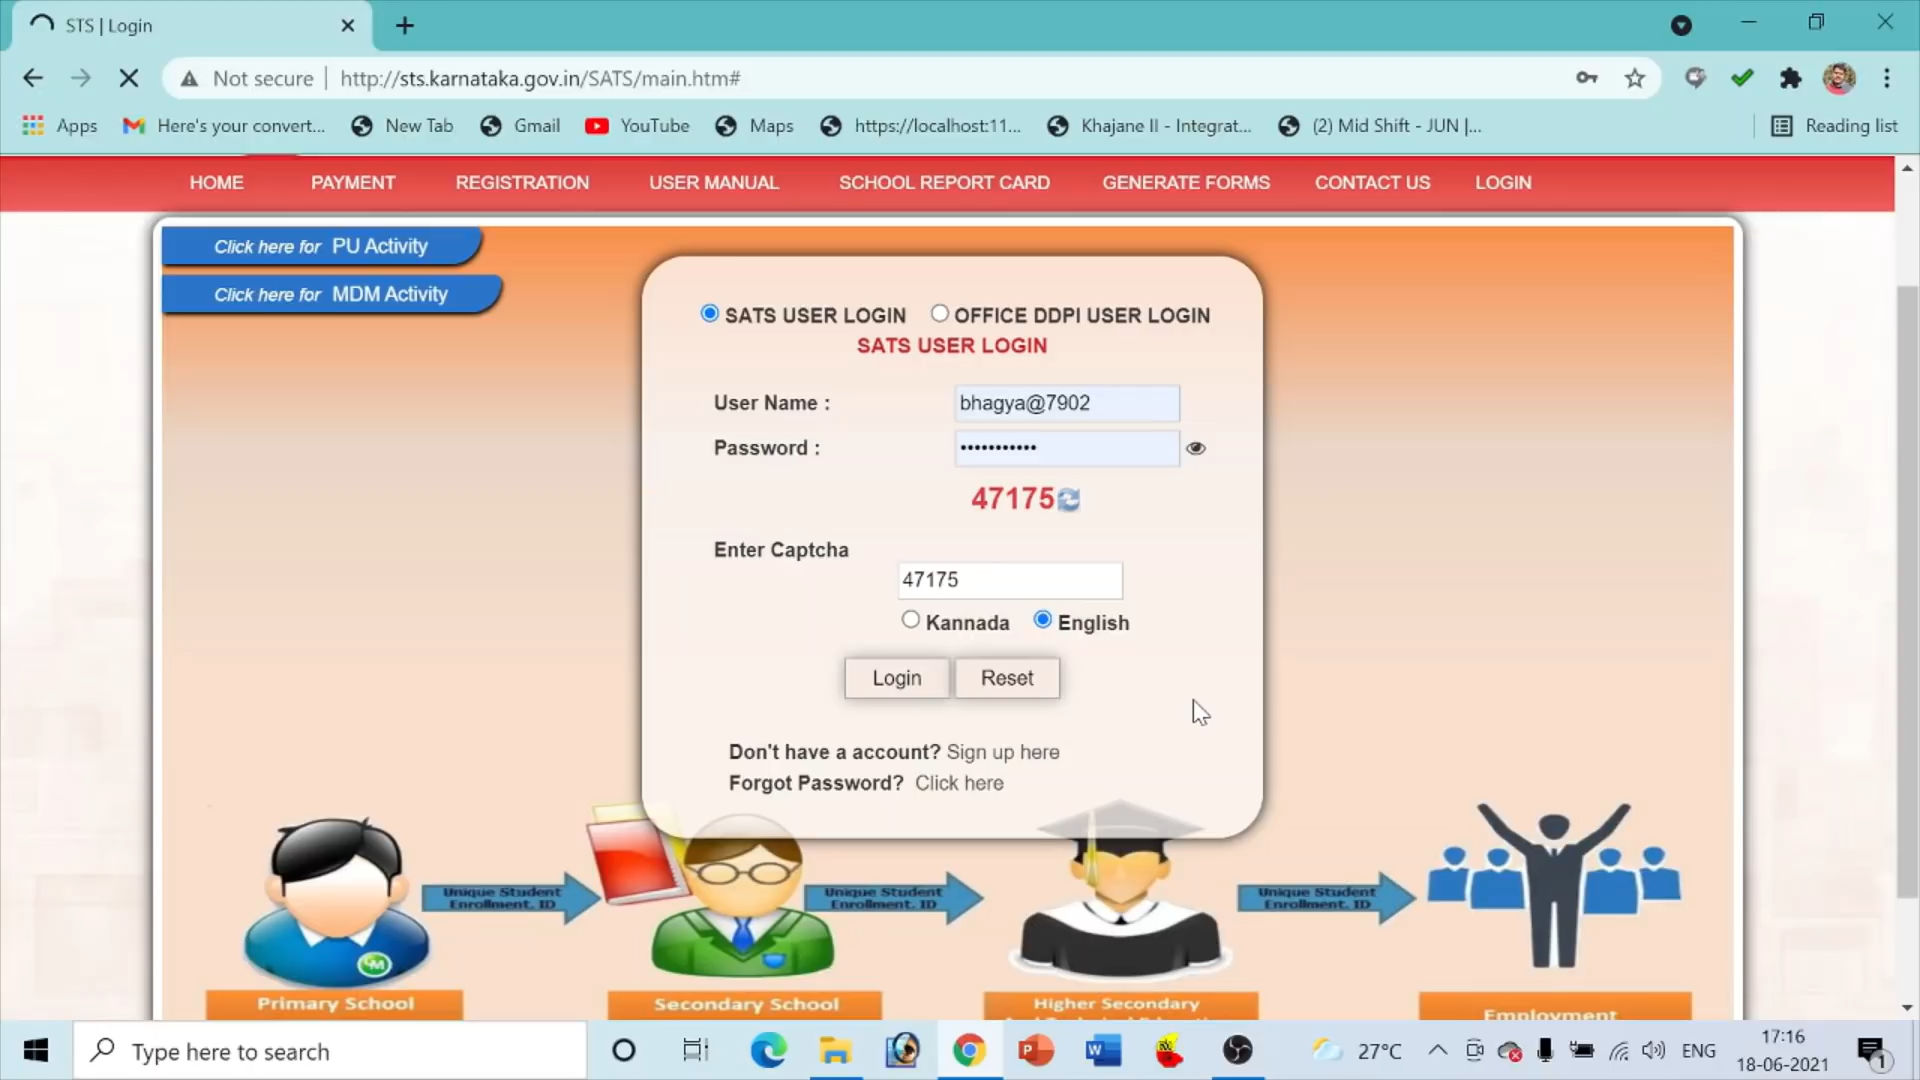 STS | Login
Not secure
http://sts.karnataka.gov.in/SATS/main.htm#
Apps
Here's your convert...
New Tab
Gmail
YouTube
Maps
https://localhost:11...
Khajane II - Integrat...
(2) Mid Shift - JUN |...
Reading list
HOME
PAYMENT
REGISTRATION
USER MANUAL
SCHOOL REPORT CARD
GENERATE FORMS
CONTACT US
LOGIN
Click here for PU Activity
Click here for MDM Activity
SATS USER LOGIN
OFFICE DDPI USER LOGIN
SATS USER LOGIN
User Name :
bhagya@7902
Password :
•••••••••••
47175
Enter Captcha
47175
Kannada
English
Login
Reset
Don't have a account? Sign up here
Forgot Password? Click here
Unique Student
Enrollment. ID
Unique Student
Enrollment. ID
Unique Student
Enrollment. ID
Primary School
Secondary School
Higher Secondary
Employment
Type here to search
27°C
ENG
17:16
18-06-2021
1